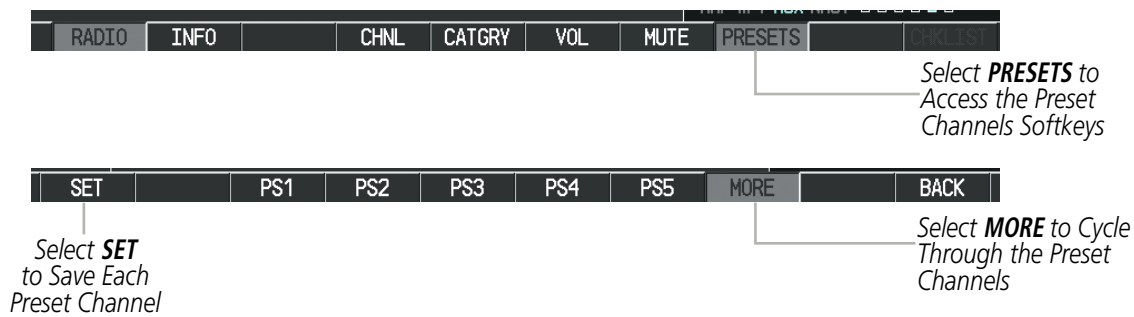 RADIO INFO CHNL CATGRY VOL MUTE PRESETS CHKLIST
Select PRESETS to
Access the Preset
Channels Softkeys
SET PS1 PS2 PS3 PS4 PS5 MORE BACK
Select SET
to Save Each
Preset Channel
Select MORE to Cycle
Through the Preset
Channels